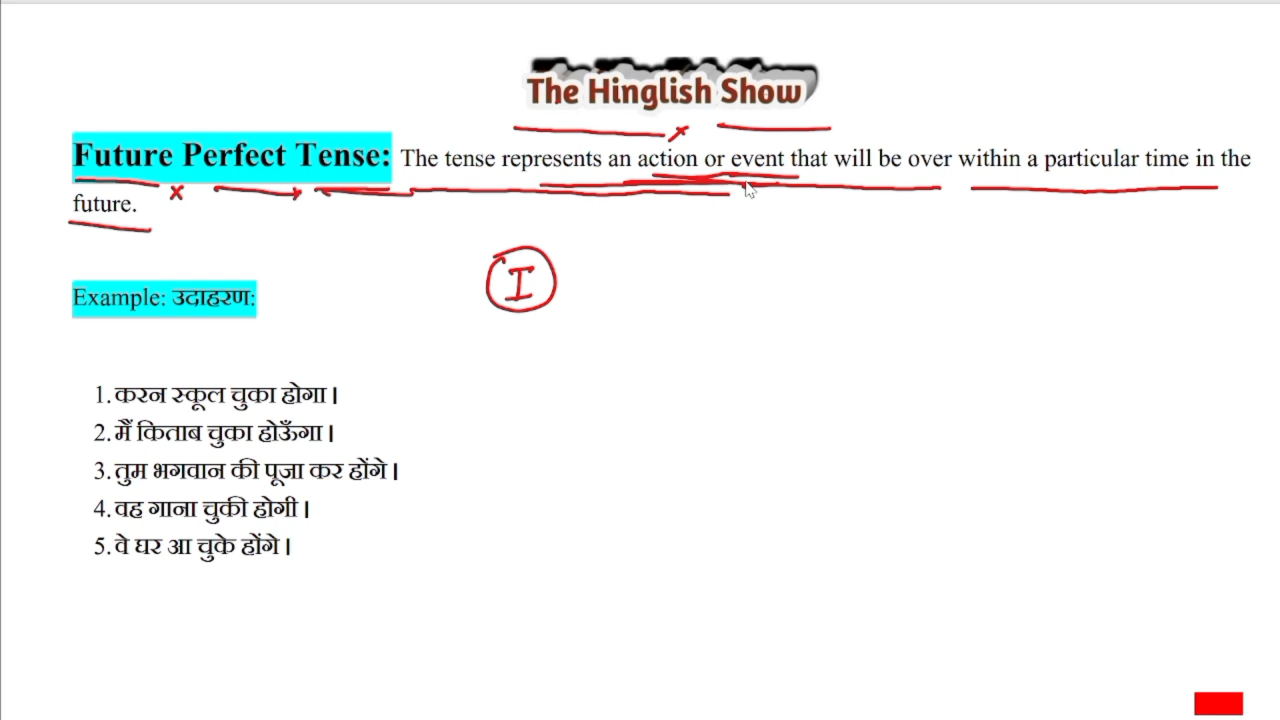 The Hinglish Show
Future Perfect Tense: The tense represents an action or event that will be over within a particular time in the
future.
I
Example: उदाहरण:
1. करन स्कूल चुका होगा।
2. मैं किताब चुका होऊँगा।
3. तुम भगवान की पूजा कर होंगे।
4. वह गाना चुकी होगी।
5. वे घर आ चुके होंगे।